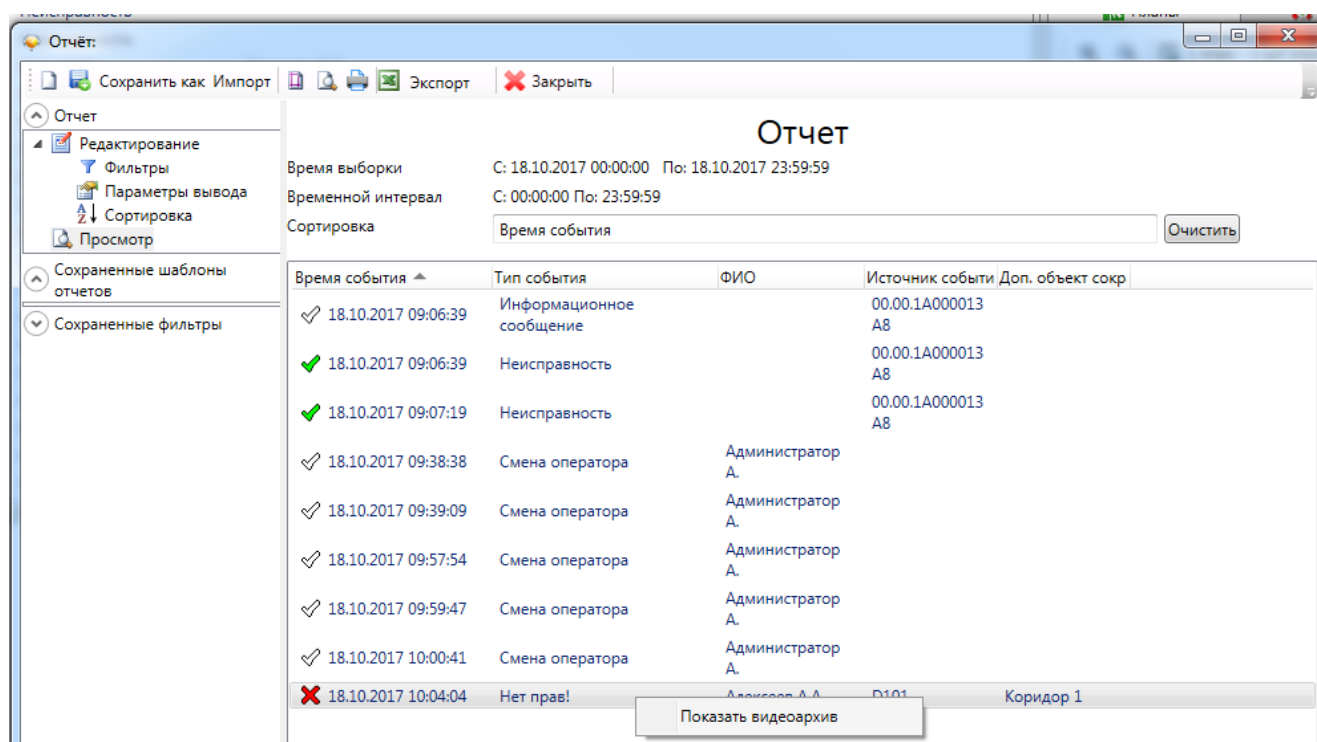 Отчёт:
Сохранить как Импорт Экспорт Закрыть
Отчет
Редактирование
Фильтры
Параметры вывода
Сортировка
Просмотр
Сохраненные шаблоны
отчетов
Сохраненные фильтры
Отчет
Время выборки С: 18.10.2017 00:00:00 По: 18.10.2017 23:59:59
Временной интервал С: 00:00:00 По: 23:59:59
Сортировка Время события Очистить
Время события Тип события ФИО Источник событи Доп. объект сокр
18.10.2017 09:06:39 Информационное сообщение 00.00.1A000013
A8
18.10.2017 09:06:39 Неисправность 00.00.1A000013
A8
18.10.2017 09:07:19 Неисправность 00.00.1A000013
A8
18.10.2017 09:38:38 Смена оператора Администратор
А.
18.10.2017 09:39:09 Смена оператора Администратор
А.
18.10.2017 09:57:54 Смена оператора Администратор
А.
18.10.2017 09:59:47 Смена оператора Администратор
А.
18.10.2017 10:00:41 Смена оператора Администратор
А.
18.10.2017 10:04:04 Нет прав! D101 Коридор 1
Показать видеоархив